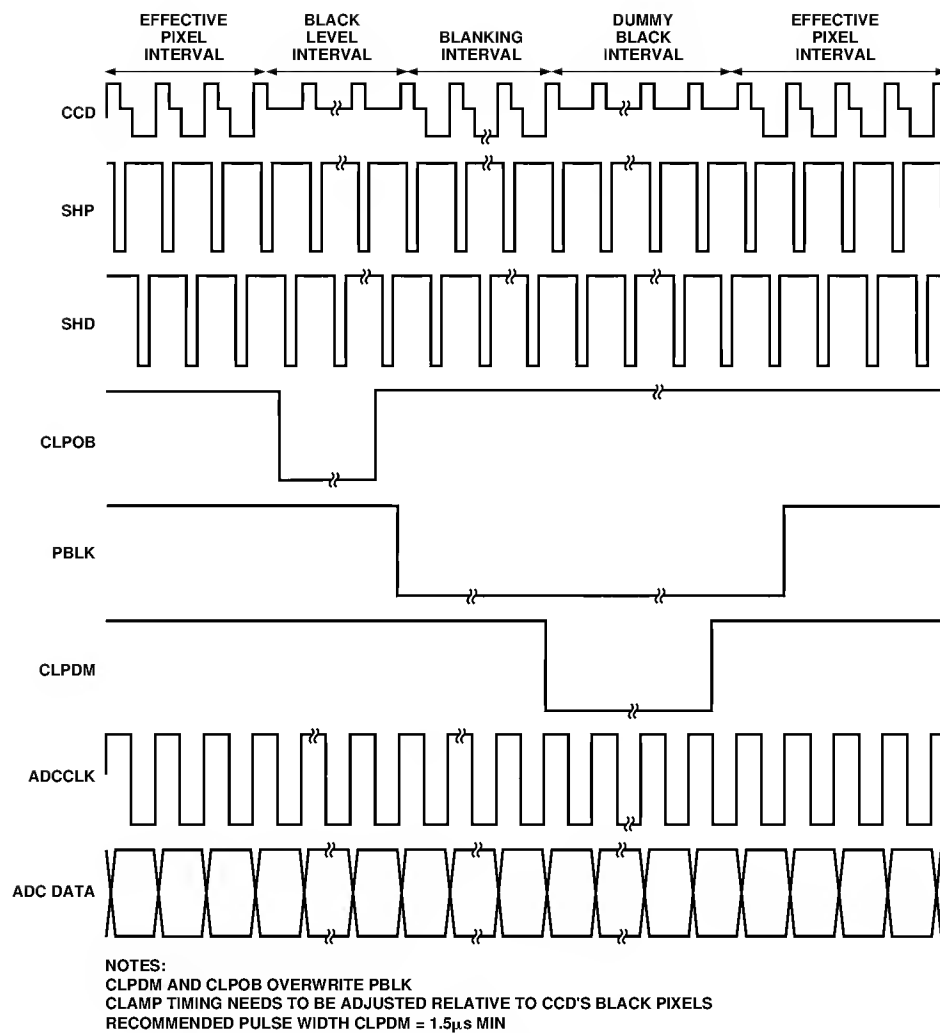 EFFECTIVE
PIXEL
INTERVAL
BLACK
LEVEL
INTERVAL
BLANKING
INTERVAL
DUMMY
BLACK
INTERVAL
EFFECTIVE
PIXEL
INTERVAL
CCD
SHP
SHD
CLPOB
PBLK
CLPDM
ADCCLK
ADC DATA
NOTES:
CLPDM AND CLPOB OVERWRITE PBLK
CLAMP TIMING NEEDS TO BE ADJUSTED RELATIVE TO CCD'S BLACK PIXELS
RECOMMENDED PULSE WIDTH CLPDM = 1.5μs MIN